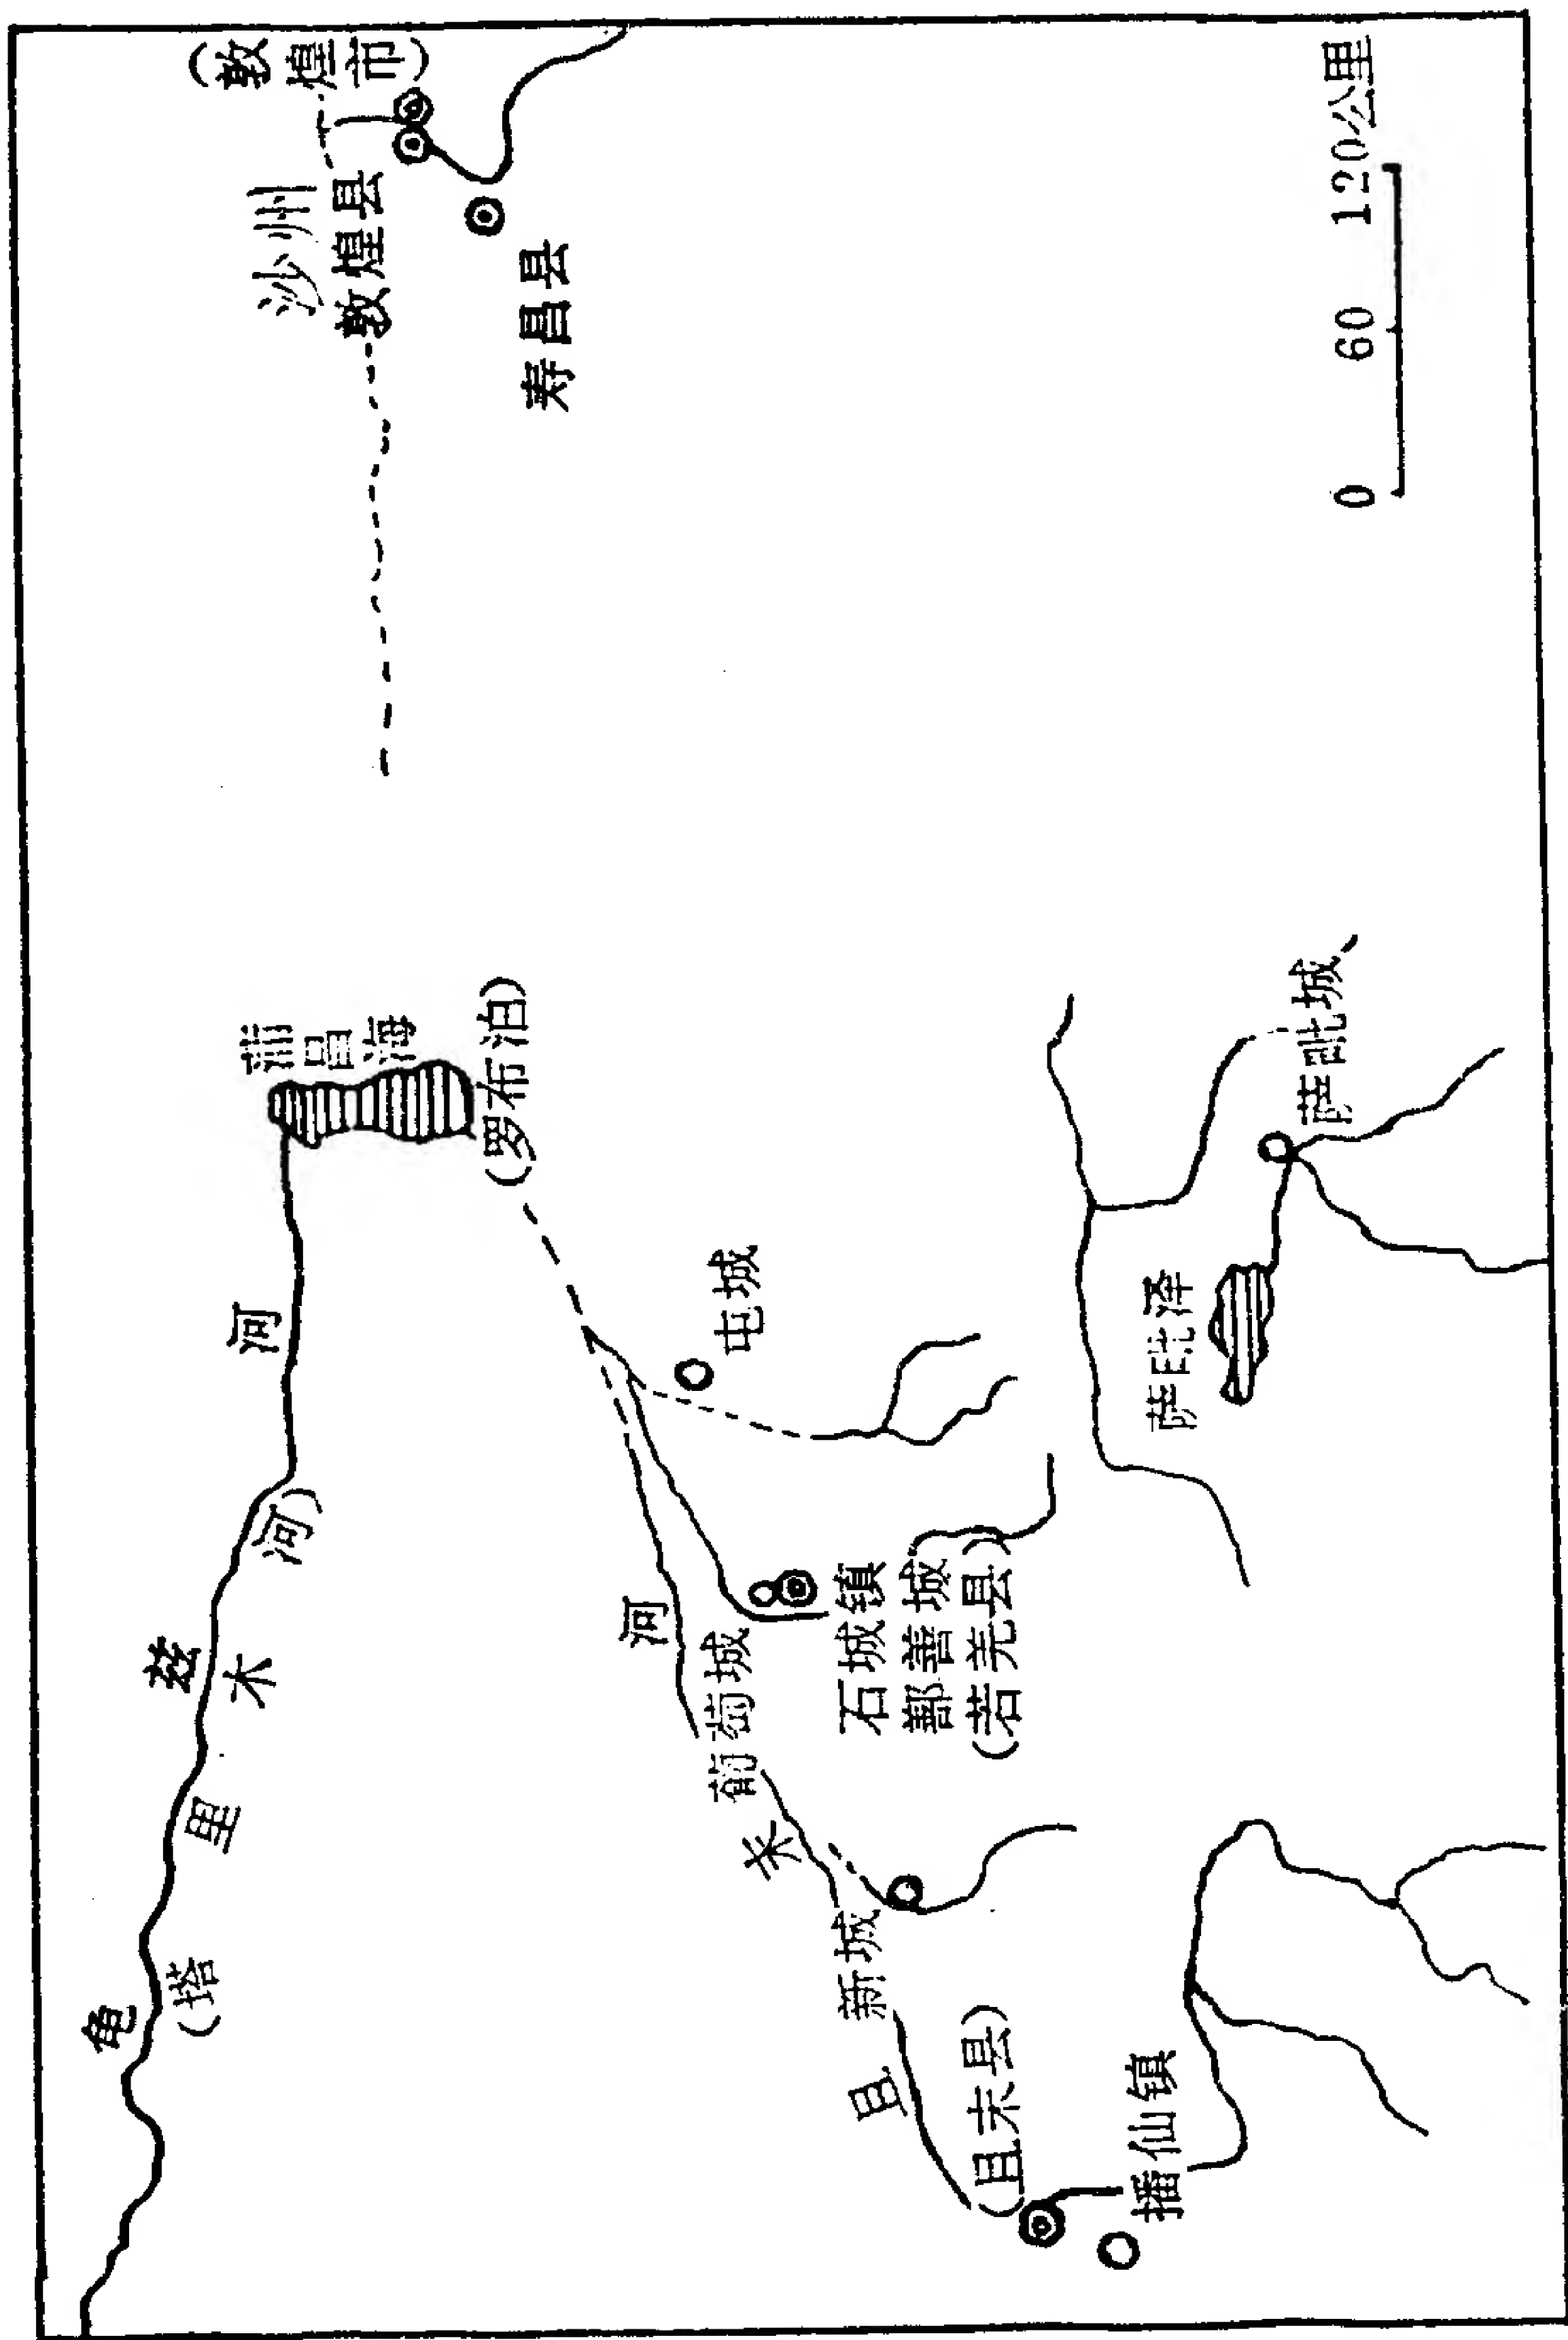 (敦煌市)
沙州
敦煌县
寿昌县
0 60 120公里
蒲昌海
(罗布泊)
龟兹河
(塔里木河)
且末河
屯城
石城镇
鄯善城
(若羌县)
葡萄城
新城
(且末县)
播仙镇
萨毗泽
萨毗城